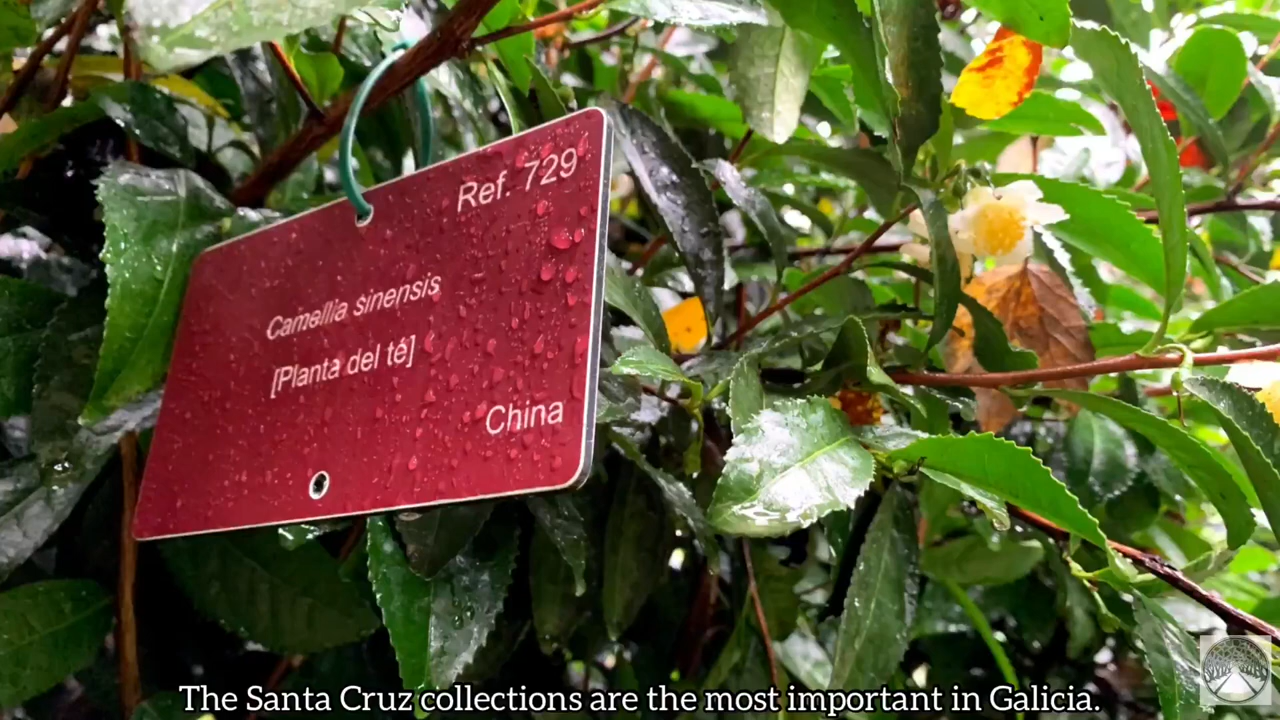 Ref. 729
Camellia sinensis
[Planta del té]
China
The Santa Cruz collections are the most important in Galicia.